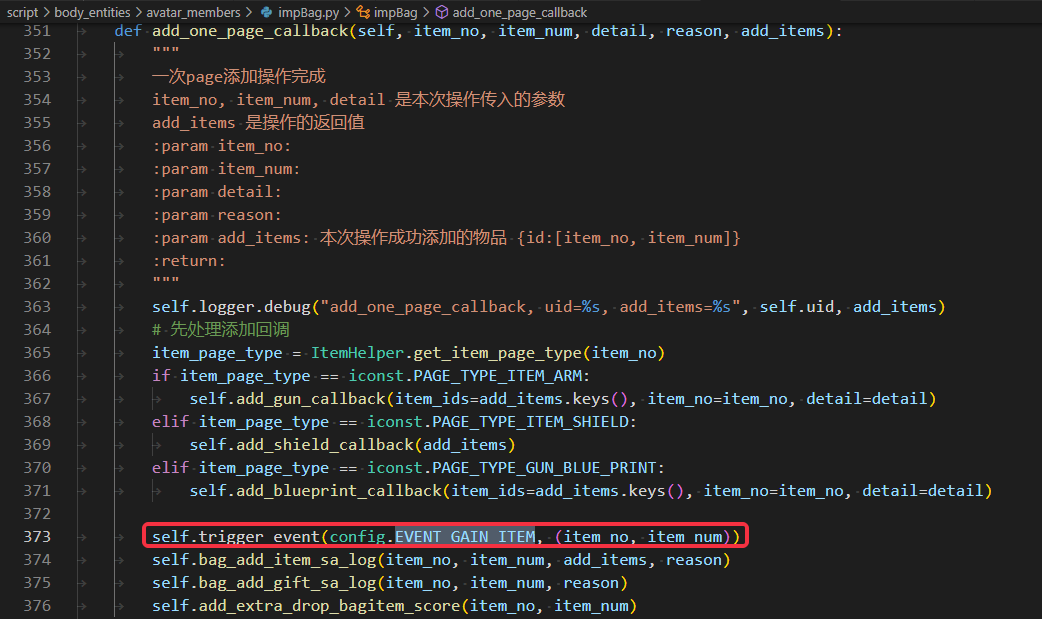 script > body_entities > avatar_members > impBag.py > impBag > add_one_page_callback
351 def add_one_page_callback(self, item_no, item_num, detail, reason, add_items):
352 """
353 一次page添加操作完成
354 item_no, item_num, detail 是本次操作传入的参数
355 add_items 是操作的返回值
356 :param item_no:
357 :param item_num:
358 :param detail:
359 :param reason:
360 :param add_items: 本次操作成功添加的物品 {id:[item_no, item_num]}
361 :return:
362 """
363 self.logger.debug("add_one_page_callback, uid=%s, add_items=%s", self.uid, add_items)
364 # 先处理添加回调
365 item_page_type = ItemHelper.get_item_page_type(item_no)
366 if item_page_type == iconst.PAGE_TYPE_ITEM_ARM:
367 self.add_gun_callback(item_ids=add_items.keys(), item_no=item_no, detail=detail)
368 elif item_page_type == iconst.PAGE_TYPE_ITEM_SHIELD:
369 self.add_shield_callback(add_items)
370 elif item_page_type == iconst.PAGE_TYPE_GUN_BLUE_PRINT:
371 self.add_blueprint_callback(item_ids=add_items.keys(), item_no=item_no, detail=detail)
372
373 self.trigger_event(config.EVENT_GAIN_ITEM, (item_no, item_num))
374 self.bag_add_item_sa_log(item_no, item_num, add_items, reason)
375 self.bag_add_gift_sa_log(item_no, item_num, reason)
376 self.add_extra_drop_bagitem_score(item_no, item_num)